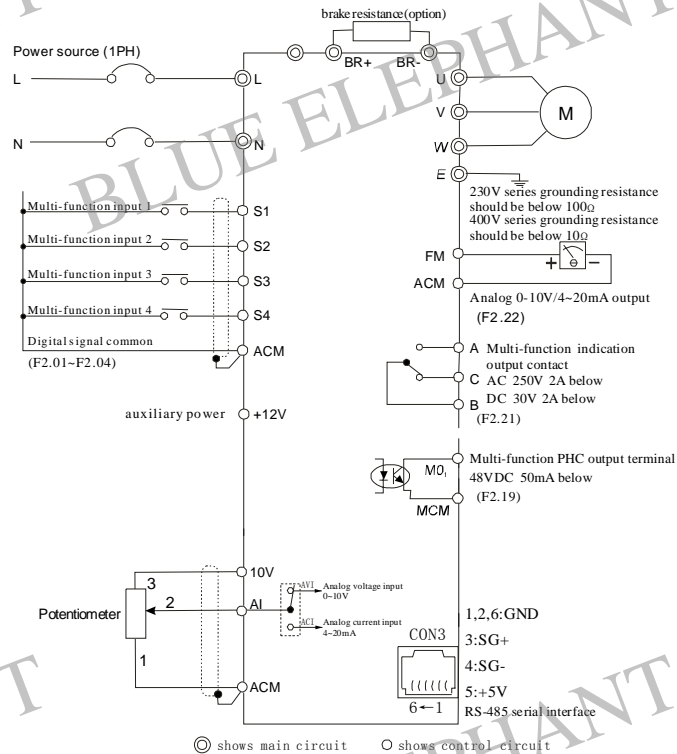 brake resistance(option)
Power source (1PH)
BR+ BR-
L L
U
V
M
N N
W
E
230V series grounding resistance
should be below 100Ω
400V series grounding resistance
should be below 10Ω
Multi-function input 1 S1
Multi-function input 2 S2
Multi-function input 3 S3
Multi-function input 4 S4
Digital signal common
(F2.01~F2.04)
ACM
FM
+ −
ACM
Analog 0-10V/4~20mA output
(F2.22)
A Multi-function indication
output contact
C AC 250V 2A below
B DC 30V 2A below
(F2.21)
auxiliary power +12V
MO1 Multi-function PHC output terminal
48VDC 50mA below
MCM (F2.19)
10V
3
Potentiometer 2 AI
1
ACM
AVI Analog voltage input
0~10V
ACI Analog current input
4~20mA
CON3
6←1
1,2,6:GND
3:SG+
4:SG-
5:+5V
RS-485 serial interface
shows main circuit shows control circuit
BLUE ELEPHANT
T
EPHANT